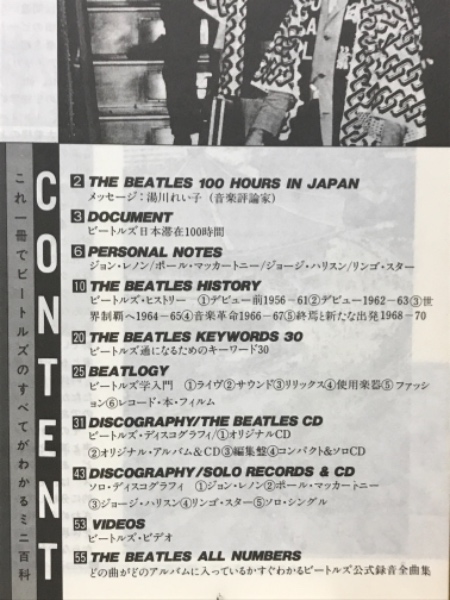 これ一冊でビートルズのすべてがわかるミニ百科
CONTENT
2 THE BEATLES 100 HOURS IN JAPAN
メッセージ：湯川れい子（音楽評論家）
3 DOCUMENT
ビートルズ日本滞在100時間
6 PERSONAL NOTES
ジョン・レノン/ポール・マッカートニー/ジョージ・ハリスン/リンゴ・スター
10 THE BEATLES HISTORY
ビートルズ・ヒストリー ①デビュー前1956－61②デビュー1962－63③世
界制覇へ1964－65④音楽革命1966－67⑤終焉と新たな出発1968－70
20 THE BEATLES KEYWORDS 30
ビートルズ通になるためのキーワード30
25 BEATLOGY
ビートルズ学入門 ①ライヴ②サウンド③リリックス④使用楽器⑤ファッシ
ョン⑥レコード・本・フィルム
31 DISCOGRAPHY/THE BEATLES CD
ビートルズ・ディスコグラフィ/①オリジナルCD
②オリジナル・アルバム&CD③編集盤④コンパクト&ソロCD
43 DISCOGRAPHY/SOLO RECORDS & CD
ソロ・ディスコグラフィ ①ジョン・レノン②ポール・マッカートニー
③ジョージ・ハリスン④リンゴ・スター⑤ソロ・シングル
53 VIDEOS
ビートルズ・ビデオ
55 THE BEATLES ALL NUMBERS
どの曲がどのアルバムに入っているかすぐわかるビートルズ公式録音全曲集